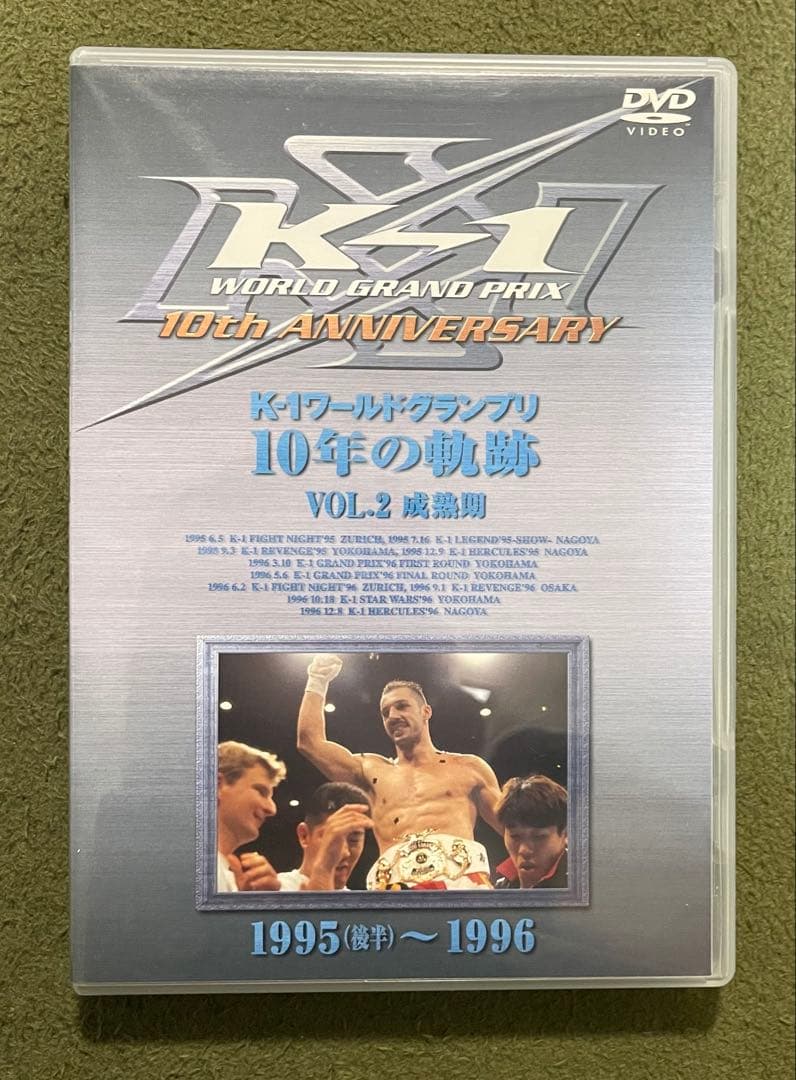 DVD
VIDEO
K-1
WORLD GRAND PRIX
10th ANNIVERSARY
K-1ワールドグランプリ
10年の軌跡
VOL.2 成熟期
1995 6.5 K-1 FIGHT NIGHT'95 ZURICH, 1995 7.16 K-1 LEGEND'95-SHOW- NAGOYA
1995 9.3 K-1 REVENGE'95 YOKOHAMA, 1995 12.9 K-1 HERCULES'95 NAGOYA
1996 3.10 K-1 GRAND PRIX'96 FIRST ROUND YOKOHAMA
1996 5.6 K-1 GRAND PRIX'96 FINAL ROUND YOKOHAMA
1996 6.2 K-1 FIGHT NIGHT'96 ZURICH, 1996 9.1 K-1 REVENGE'96 OSAKA
1996 10.18 K-1 STAR WARS'96 YOKOHAMA
1996 12.8 K-1 HERCULES'96 NAGOYA
1995(後半)～1996